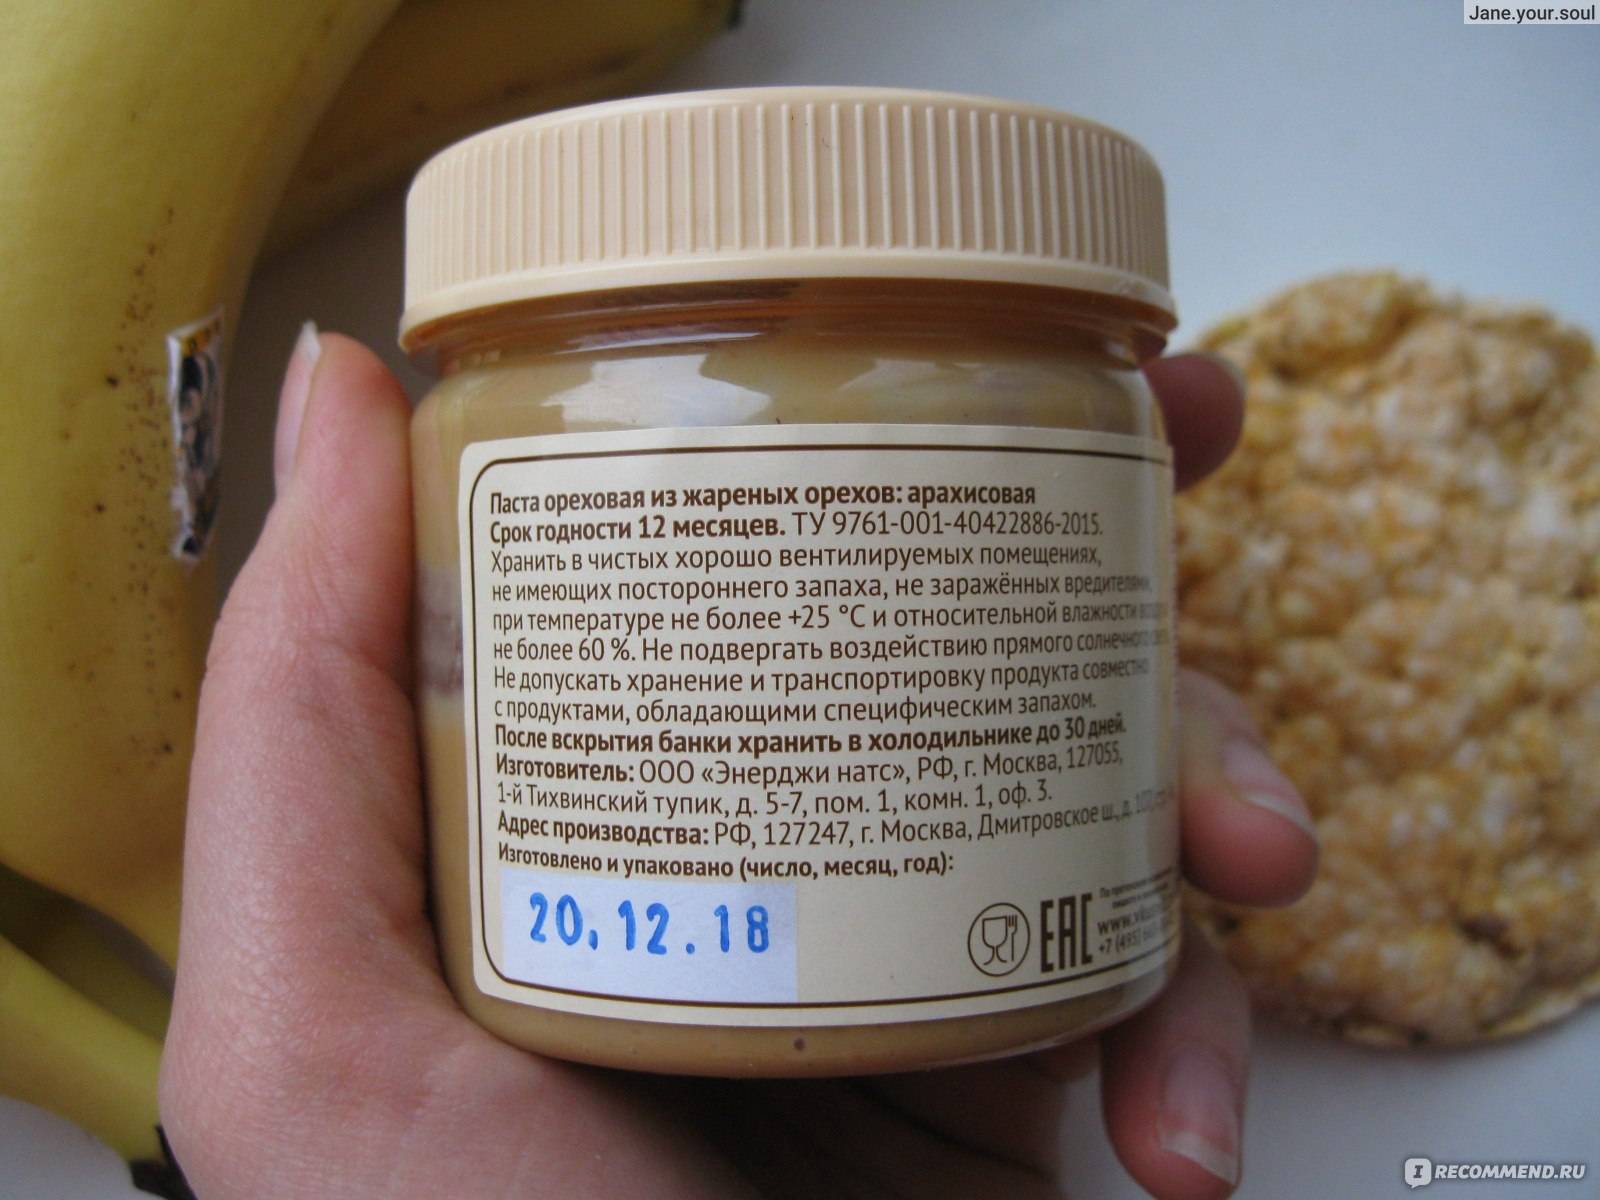 Jane.your.soul
Паста ореховая из жареных орехов: арахисовая
Срок годности 12 месяцев. ТУ 9761-001-40422886-2015.
Хранить в чистых хорошо вентилируемых помещениях,
не имеющих постороннего запаха, не заражённых вредителями,
при температуре не более +25 °С и относительной влажности
не более 60 %. Не подвергать воздействию прямого солнечного
Не допускать хранение и транспортировку продукта совместно
с продуктами, обладающими специфическим запахом.
После вскрытия банки хранить в холодильнике до 30 дней.
Изготовитель: ООО «Энерджи натс», РФ, г. Москва, 127055,
1-й Тихвинский тупик, д. 5-7, пом. 1, комн. 1, оф. 3.
Адрес производства: РФ, 127247, г. Москва, Дмитровское ш., д.
Изготовлено и упаковано (число, месяц, год):
20.12.18
EAC
+7 (495)
IRECOMMEND.RU